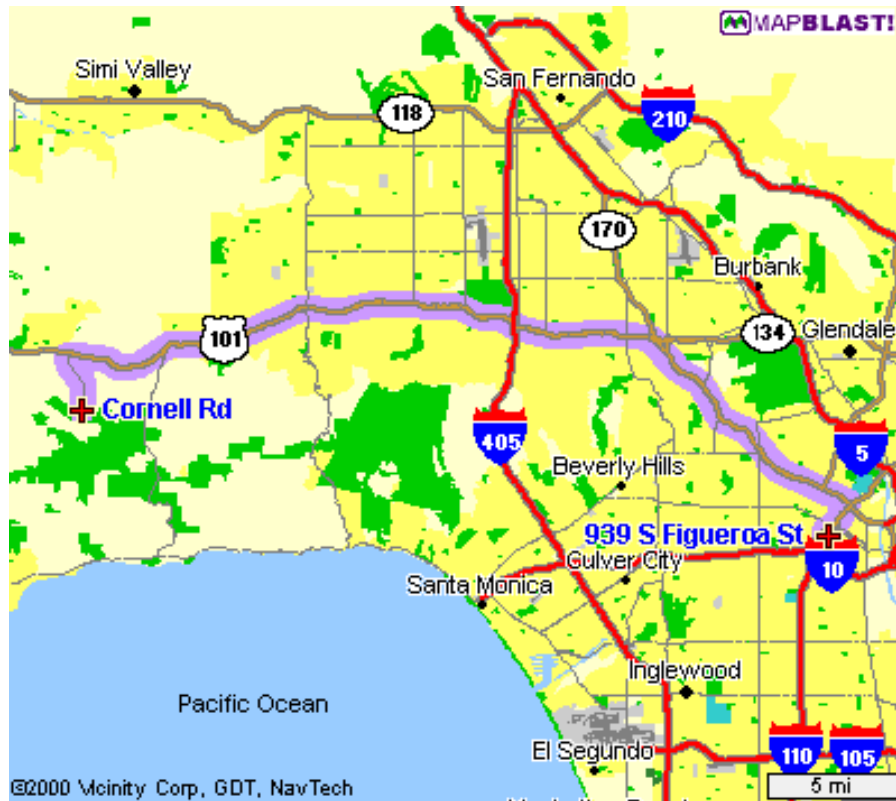 MAPBLAST!
Simi Valley
San Fernando
118
210
170
Burbank
134
Glendale
101
Cornell Rd
405
5
Beverly Hills
939 S Figueroa St
Culver City
10
Santa Monica
Inglewood
Pacific Ocean
El Segundo
110
105
5 mi
©2000 Vicinity Corp, GDT, NavTech